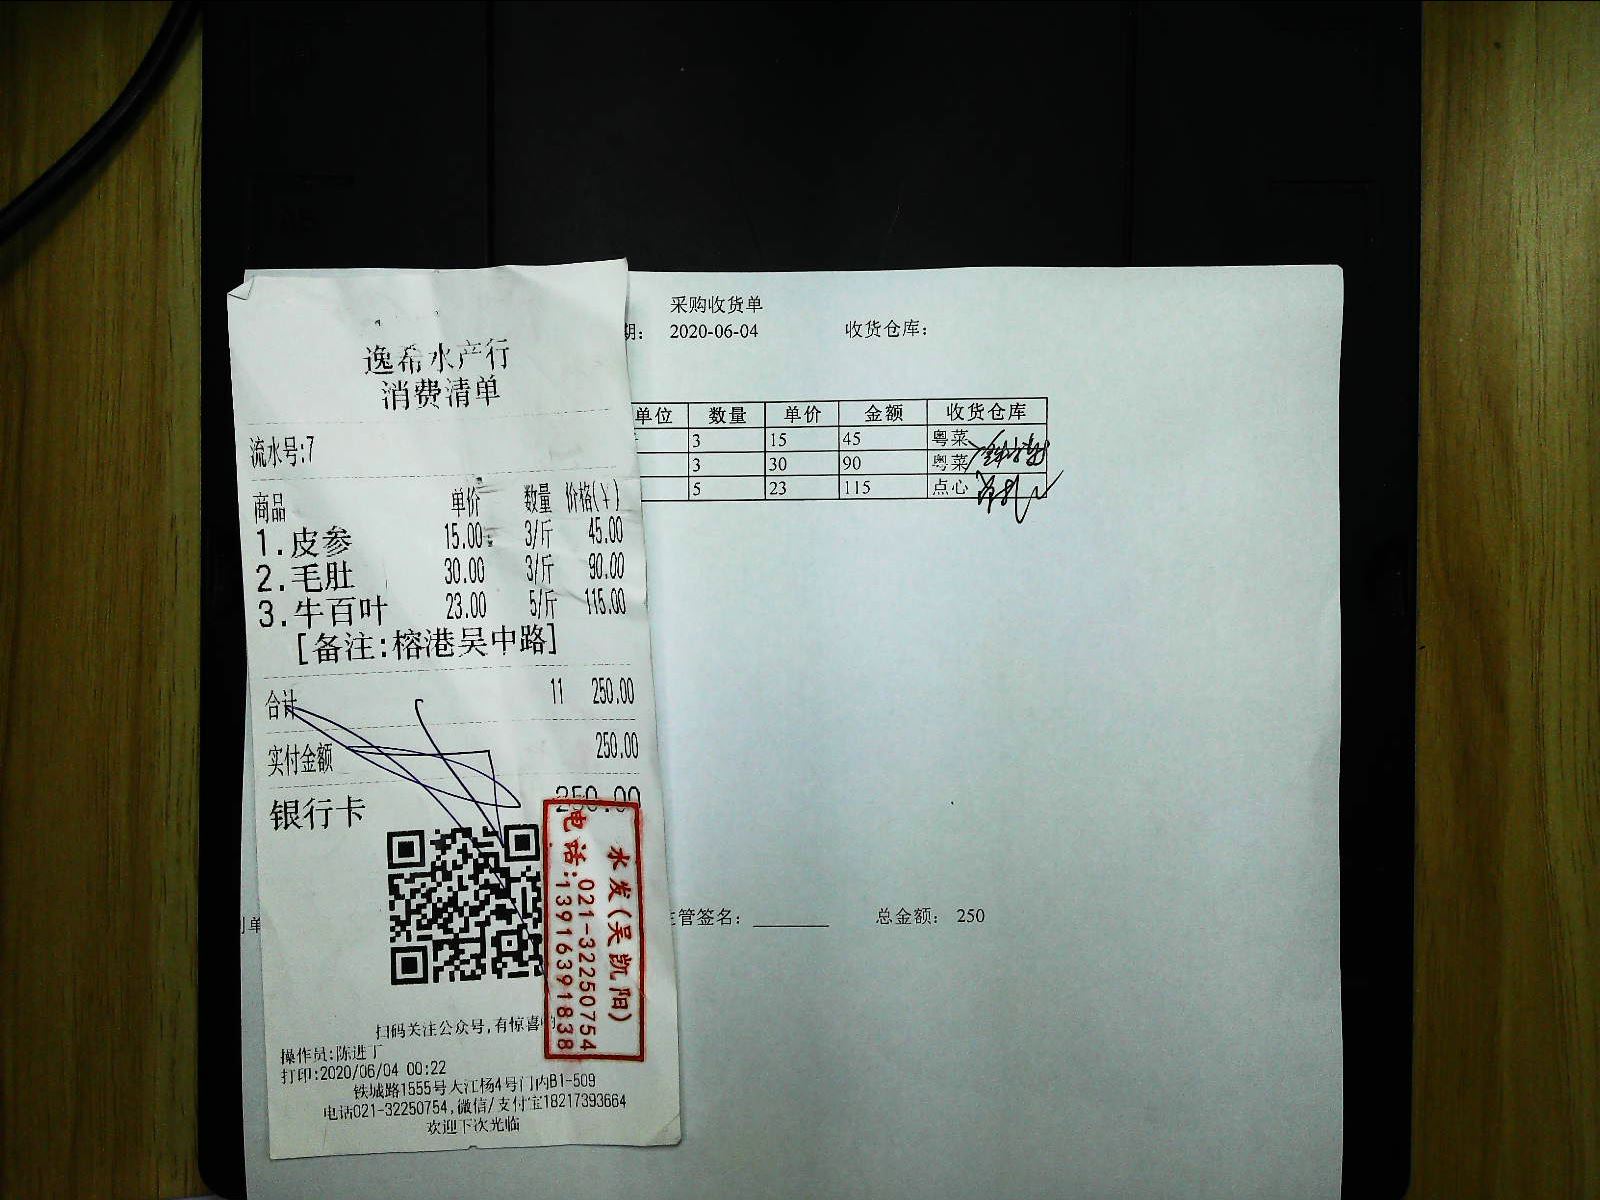 逸希水产行
消费清单
流水号:7
商品 单价 数量 价格(¥)
1.皮参 15.00 3/斤 45.00
2.毛肚 30.00 3/斤 90.00
3.牛百叶 23.00 5/斤 115.00
[备注:榕港吴中路]
合计 11 250.00
实付金额 250.00
银行卡 250.00
水发(吴凯阳)
电话:021-32250754
13916391838
扫码关注公众号,有惊喜
操作员:陈进丁
打印:2020/06/04 00:22
铁城路1555号大江杨4号门内B1-509
电话021-32250754,微信/支付宝18217393664
欢迎下次光临
采购收货单
期: 2020-06-04 收货仓库:
单位 数量 单价 金额 收货仓库
3 15 45 粤菜
3 30 90 粤菜
5 23 115 点心
单 主管签名: 总金额: 250